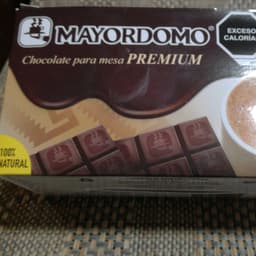 MAYORDOMO
EXCESO
CALORÍAS
Chocolate para mesa PREMIUM
100%
NATURAL